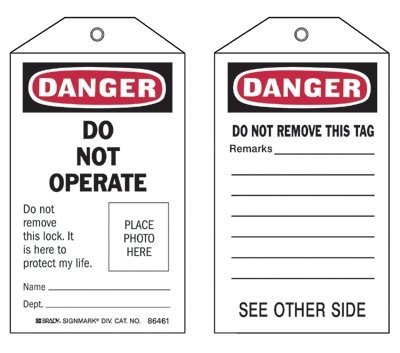 DANGER
DO
NOT
OPERATE
Do not
remove
this lock. It
is here to
protect my life.
PLACE
PHOTO
HERE
Name
Dept.
BRADY. SIGNMARK® DIV. CAT. NO. 86461
DANGER
DO NOT REMOVE THIS TAG
Remarks
SEE OTHER SIDE